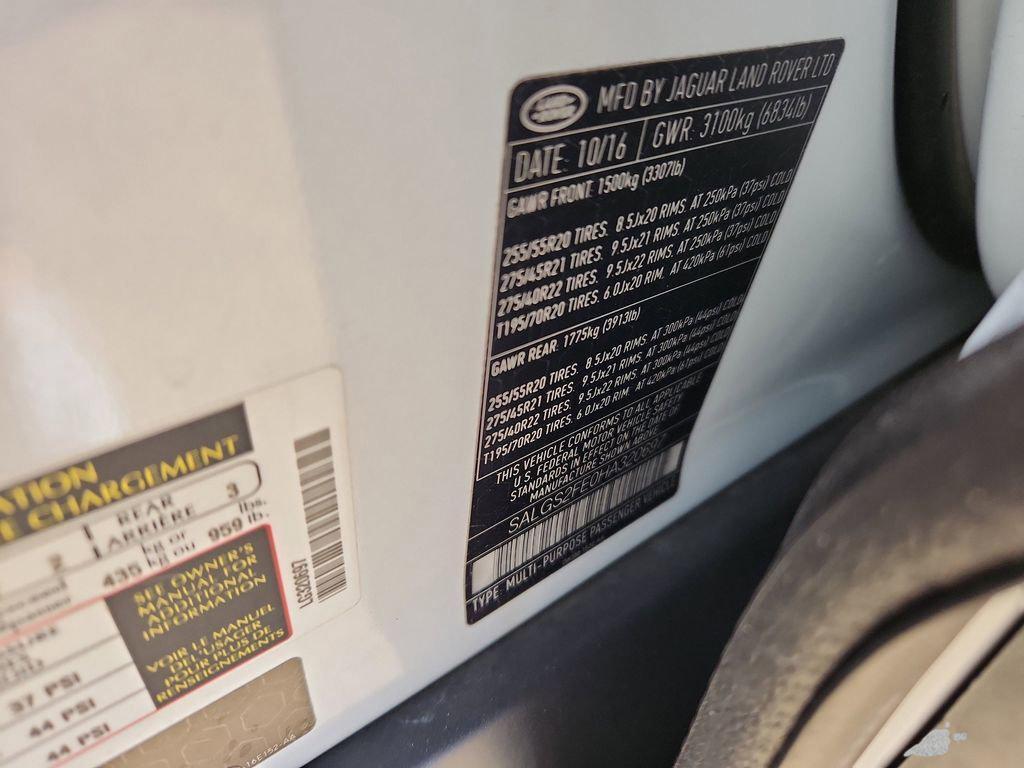 LAND ROVER
MFD BY JAGUAR LAND ROVER LTD
DATE: 10/16 GWR: 3100kg (6834lb)
GAWR FRONT: 1500kg (3307lb)
255/55R20 TIRES. 8.5Jx20 RIMS. AT 250kPa (37psi) COLD
275/45R21 TIRES. 9.5Jx21 RIMS. AT 250kPa (37psi) COLD
275/40R22 TIRES. 9.5Jx22 RIMS. AT 250kPa (37psi) COLD
T195/70R20 TIRES. 6.0Jx20 RIM. AT 420kPa (61psi) COLD
GAWR REAR: 1775kg (3913lb)
255/55R20 TIRES. 8.5Jx20 RIMS. AT 300kPa (44psi) COLD
275/45R21 TIRES. 9.5Jx21 RIMS. AT 300kPa (44psi) COLD
275/40R22 TIRES. 9.5Jx22 RIMS. AT 300kPa (44psi) COLD
T195/70R20 TIRES. 6.0Jx20 RIM. AT 420kPa (61psi) COLD
THIS VEHICLE CONFORMS TO ALL APPLICABLE
U.S. FEDERAL MOTOR VEHICLE SAFETY
STANDARDS IN EFFECT ON THE DATE OF
MANUFACTURE SHOWN ABOVE.
TYPE: MULTI-PURPOSE PASSENGER VEHICLE
ATION
E CHARGEMENT
2 REAR 3
ARRIÈRE
kg or lbs.
435 kg ou 959 lb.
SEE OWNER'S
MANUAL FOR
ADDITIONAL
INFORMATION
VOIR LE MANUEL
DE L'USAGER
POUR PLUS DE
RENSEIGNEMENTS
37 PSI
44 PSI
44 PSI
LG320697